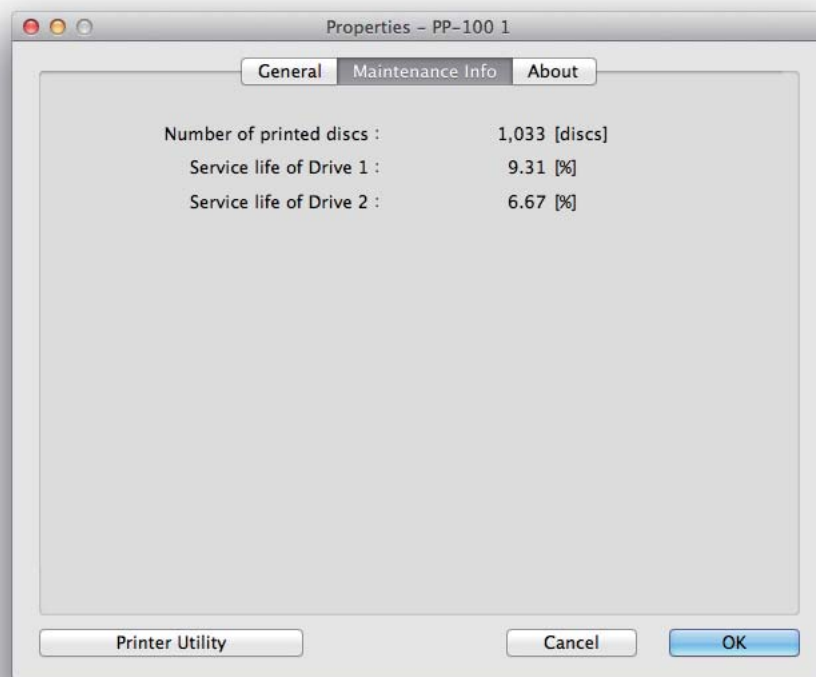 Properties – PP-100 1
General Maintenance Info About
Number of printed discs : 1,033 [discs]
Service life of Drive 1 : 9.31 [%]
Service life of Drive 2 : 6.67 [%]
Printer Utility Cancel OK